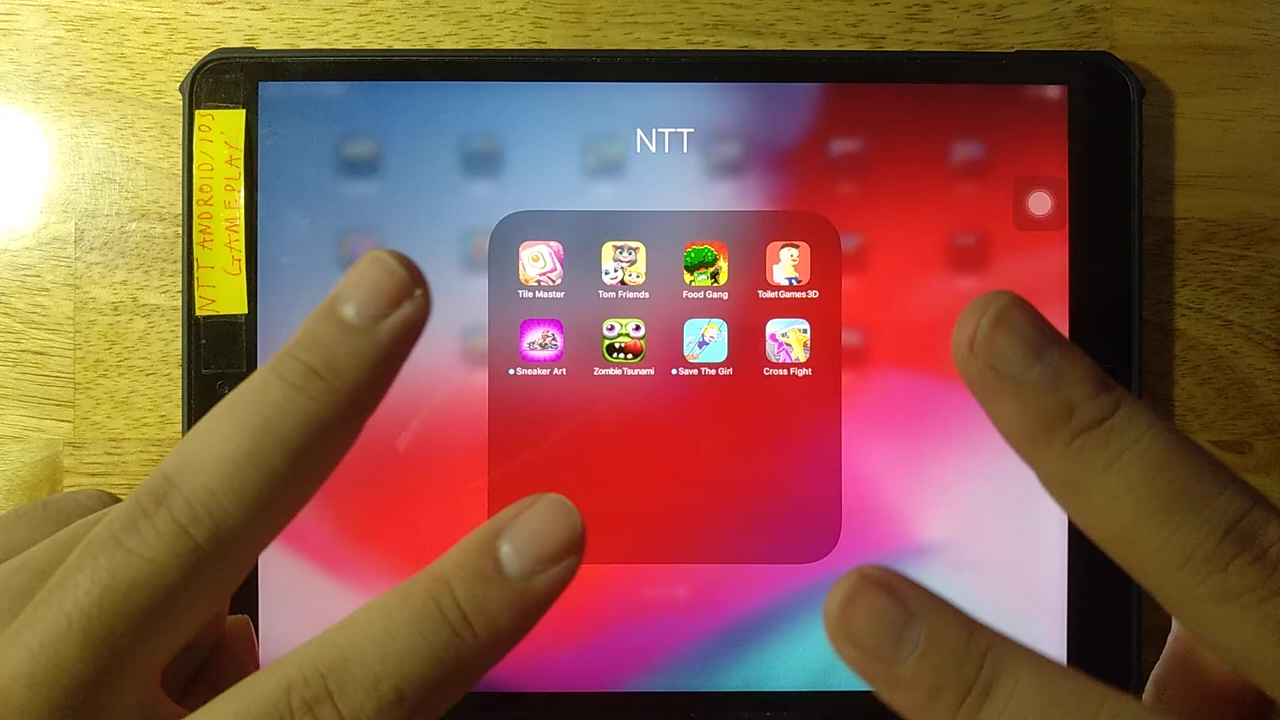 NTT ANDROID/IOS
GAMEPLAY
NTT
Tile Master
Tom Friends
Food Gang
Toilet Games 3D
Sneaker Art
Zombie Tsunami
Save The Girl
Cross Fight